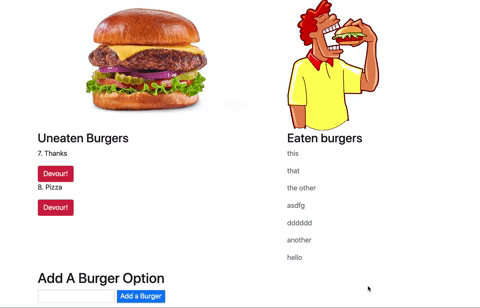 Uneaten Burgers
7. Thanks
Devour!
8. Pizza
Devour!
Eaten burgers
this
that
the other
asdfg
dddddd
another
hello
Add A Burger Option
Add a Burger